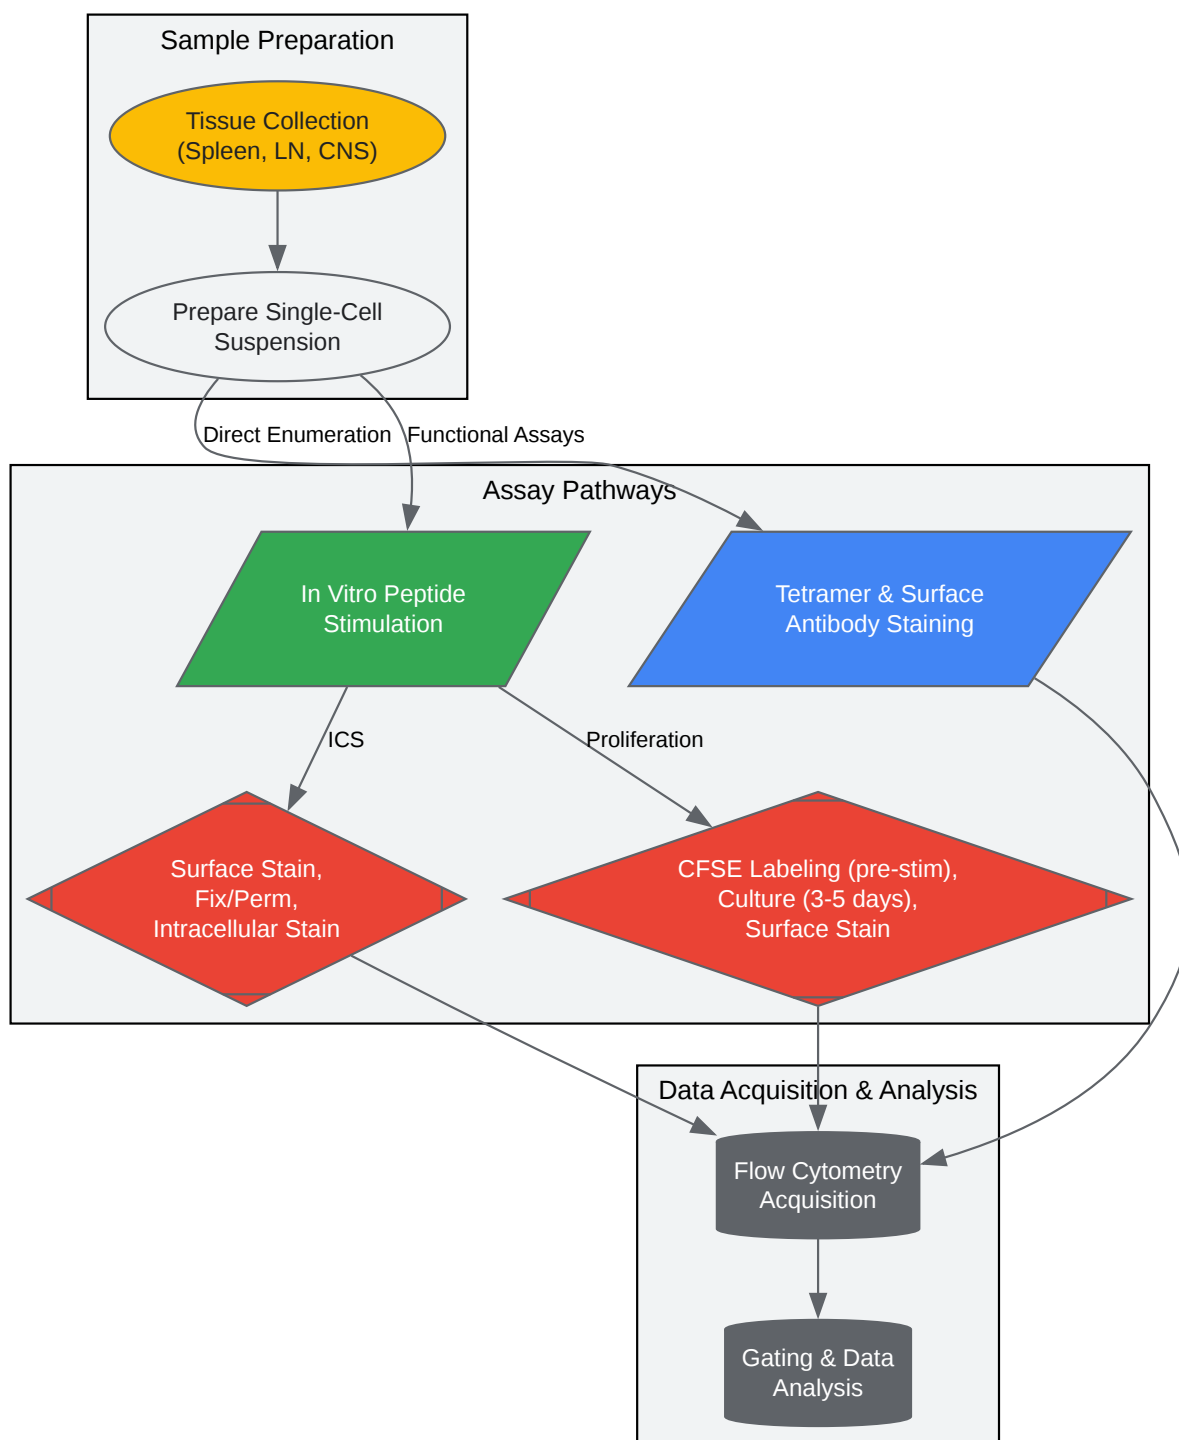 Sample Preparation
Tissue Collection
(Spleen, LN, CNS)
Prepare Single-Cell
Suspension
Direct Enumeration
Functional Assays
Assay Pathways
In Vitro Peptide
Stimulation
Tetramer & Surface
Antibody Staining
ICS
Proliferation
Surface Stain,
Fix/Perm,
Intracellular Stain
CFSE Labeling (pre-stim),
Culture (3-5 days),
Surface Stain
Data Acquisition & Analysis
Flow Cytometry
Acquisition
Gating & Data
Analysis